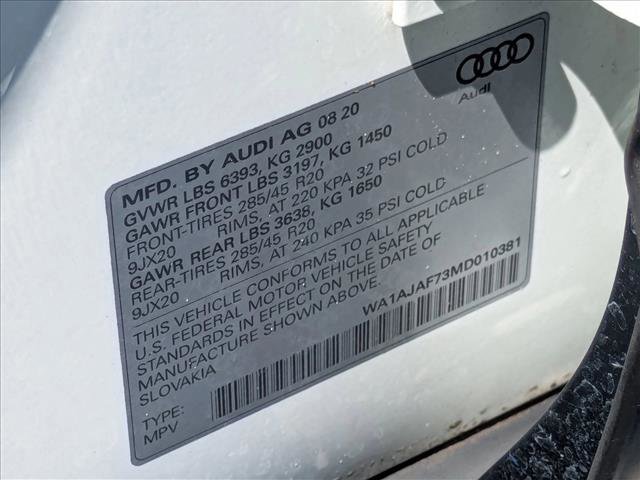 Audi
MFD. BY AUDI AG 08 20
GVWR LBS 6393, KG 2900
GAWR FRONT LBS 3197, KG 1450
FRONT-TIRES 285/45 R20
9JX20 RIMS, AT 220 KPA 32 PSI COLD
GAWR REAR LBS 3638, KG 1650
REAR-TIRES 285/45 R20
9JX20 RIMS, AT 240 KPA 35 PSI COLD
THIS VEHICLE CONFORMS TO ALL APPLICABLE
U.S. FEDERAL MOTOR VEHICLE SAFETY
STANDARDS IN EFFECT ON THE DATE OF
MANUFACTURE SHOWN ABOVE.
SLOVAKIA WA1AJAF73MD010381
TYPE:
MPV